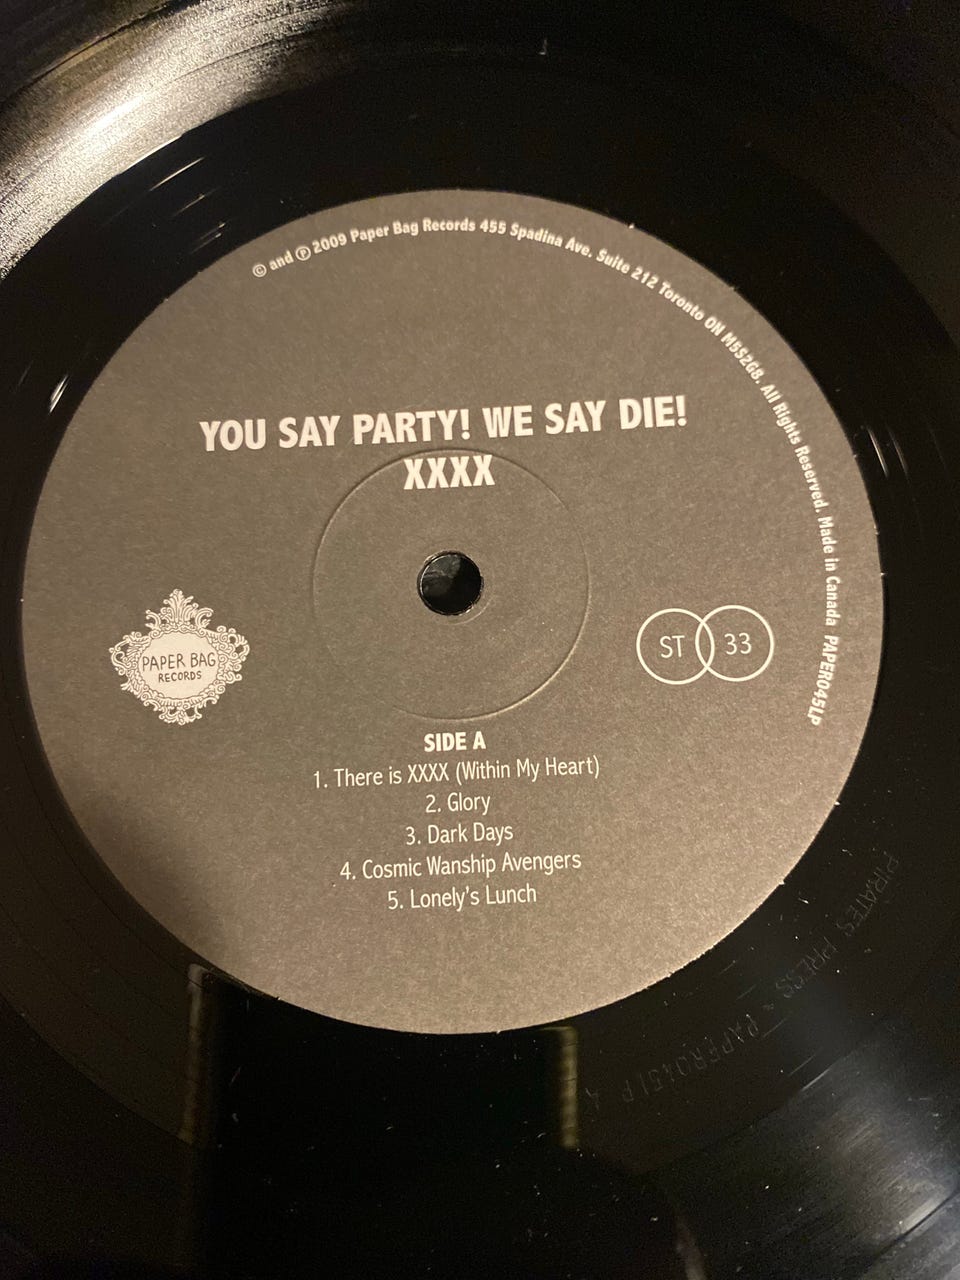 © and ℗ 2009 Paper Bag Records 455 Spadina Ave. Suite 212 Toronto ON M5S2G8. All Rights Reserved. Made in Canada PAPER045LP
YOU SAY PARTY! WE SAY DIE!
XXXX
PAPER BAG
RECORDS
ST 33
SIDE A
1. There is XXXX (Within My Heart)
2. Glory
3. Dark Days
4. Cosmic Wanship Avengers
5. Lonely's Lunch
PIRATES PRESS - PAPER045LP A